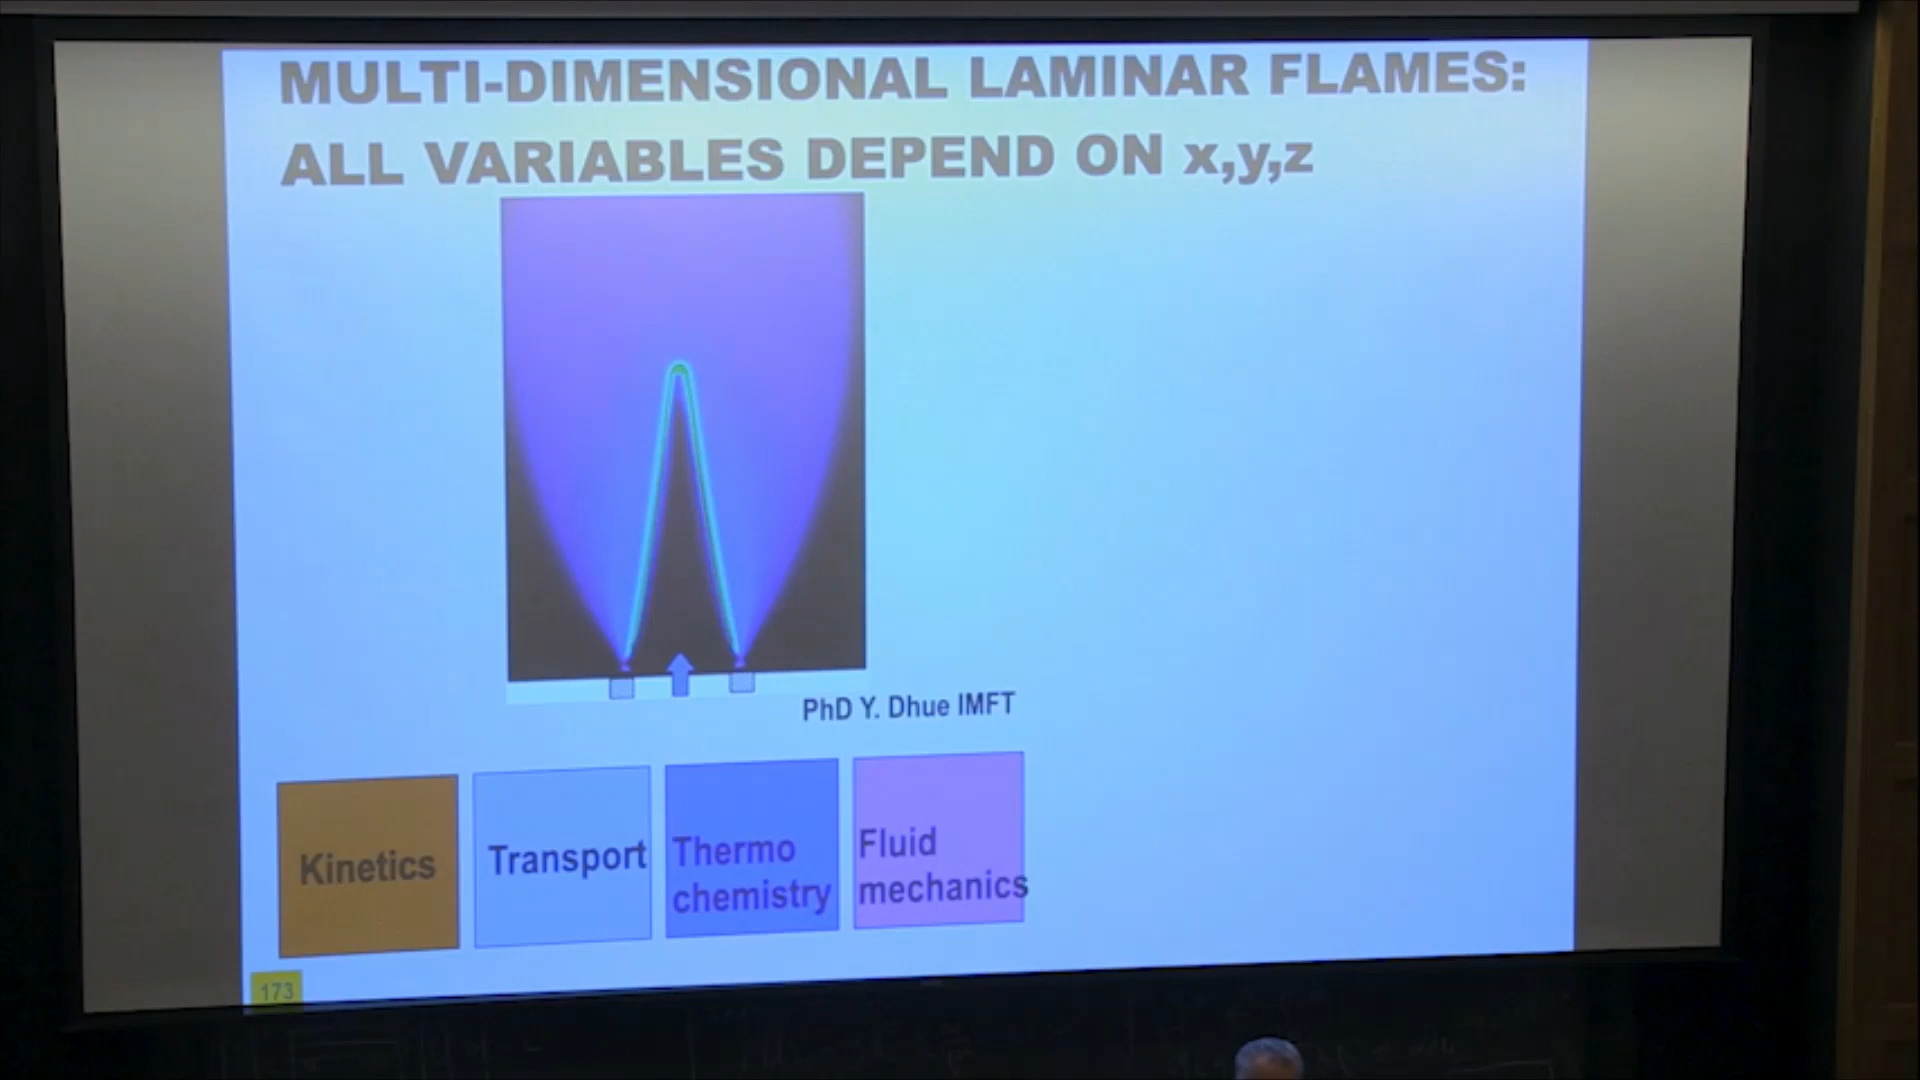 MULTI-DIMENSIONAL LAMINAR FLAMES:
ALL VARIABLES DEPEND ON x,y,z
PhD Y. Dhue IMFT
Kinetics
Transport
Thermo
chemistry
Fluid
mechanics
173